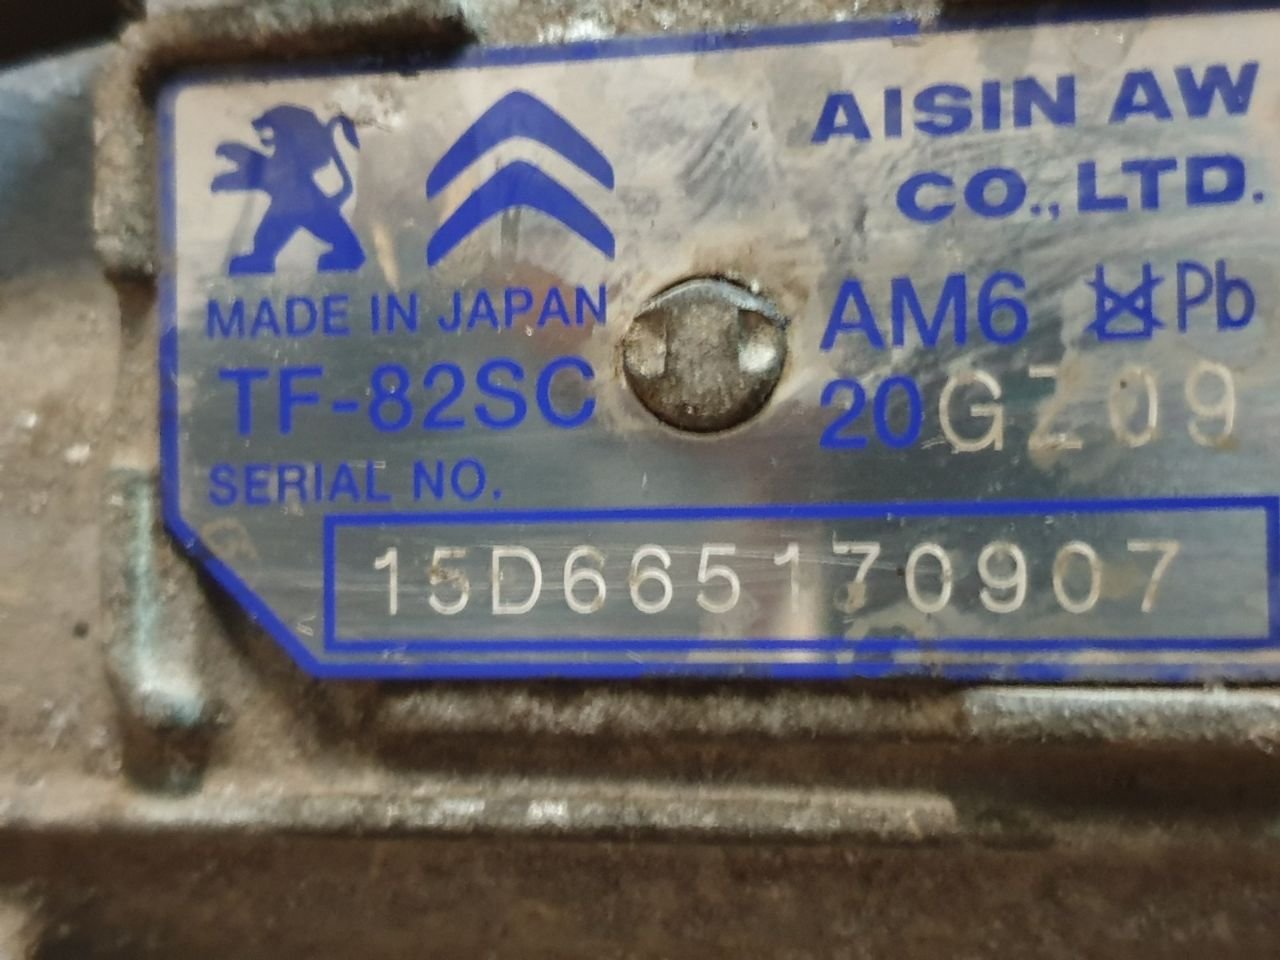 AISIN AW
CO., LTD.
MADE IN JAPAN
AM6 Pb
TF-82SC
20GZ09
SERIAL NO.
15D665170907